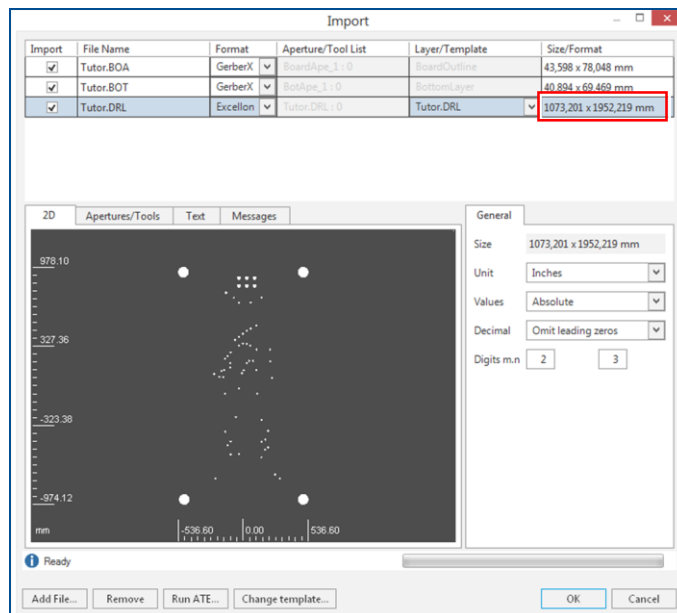 Import
Import File Name Format Aperture/Tool List Layer/Template Size/Format
Tutor.BOA GerberX BoardApe_1 : 0 BoardOutline 43,598 x 78,048 mm
Tutor.BOT GerberX BotApe_1 : 0 BottomLayer 40,894 x 69,469 mm
Tutor.DRL Excellon Tutor.DRL : 0 Tutor.DRL 1073,201 x 1952,219 mm
2D Apertures/Tools Text Messages General
Size 1073,201 x 1952,219 mm
Unit Inches
Values Absolute
Decimal Omit leading zeros
Digits m.n 2 3
978.10
327.36
-323.38
-974.12
mm -536.60 0.00 536.60
Ready
Add File... Remove Run ATE... Change template... OK Cancel